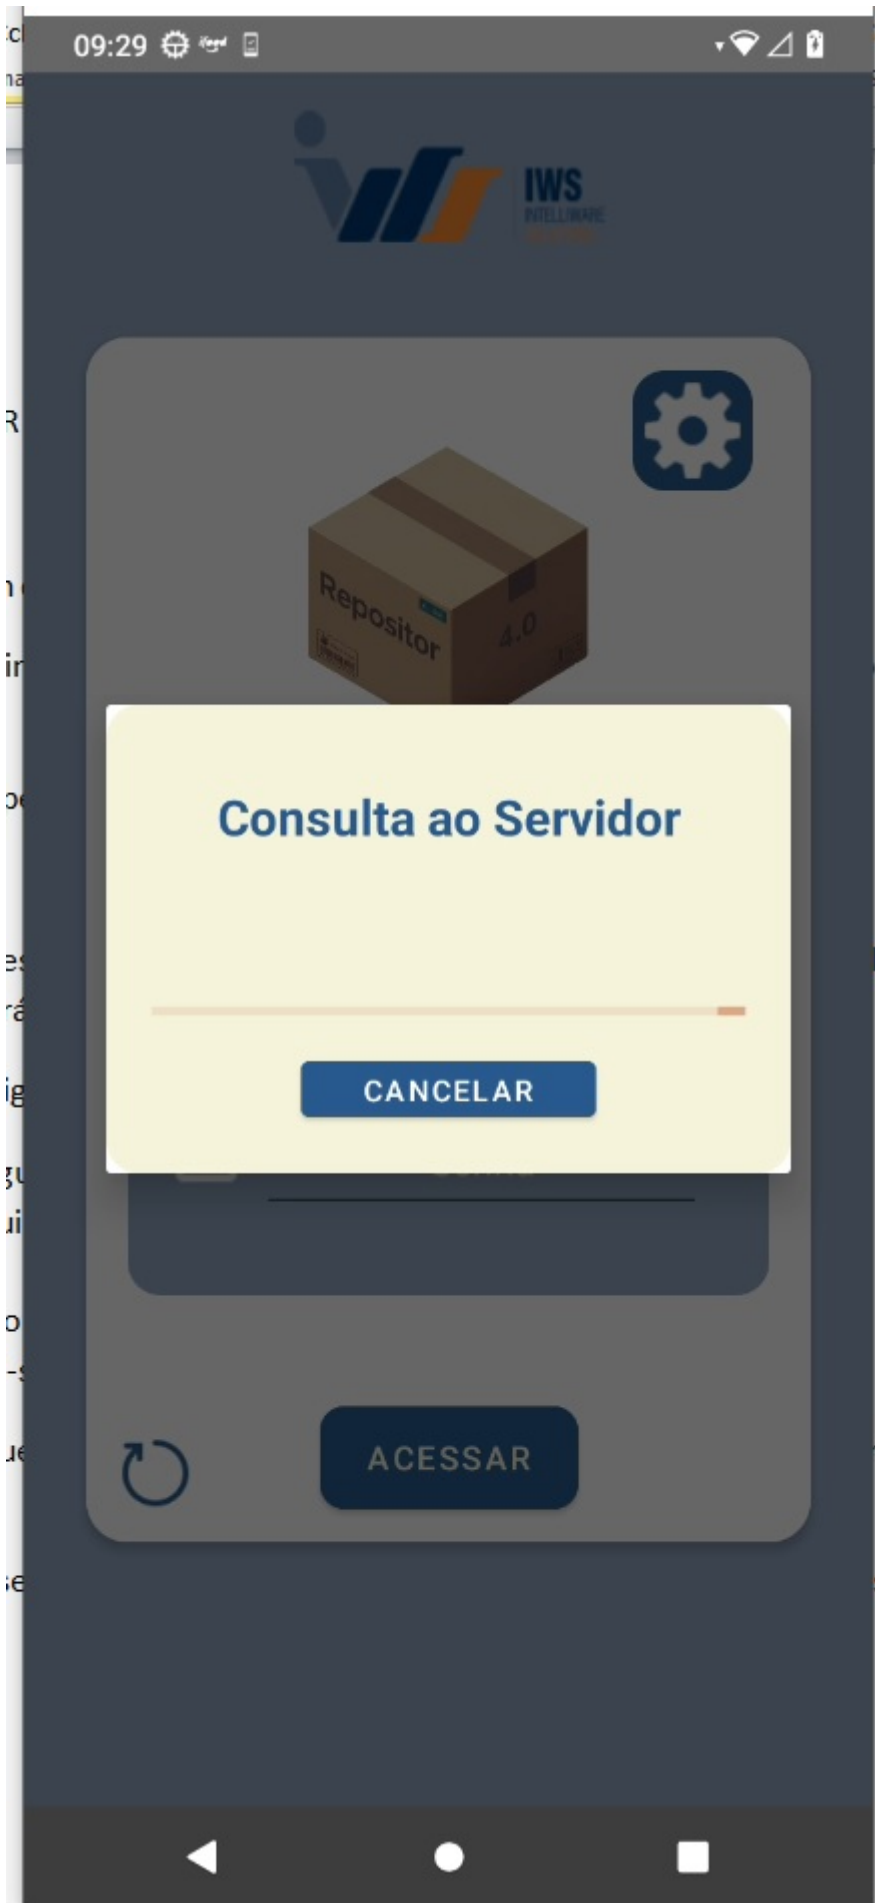 09:29
IWS
INTELLIWARE
Repositor
4.0
Consulta ao Servidor
CANCELAR
ACESSAR